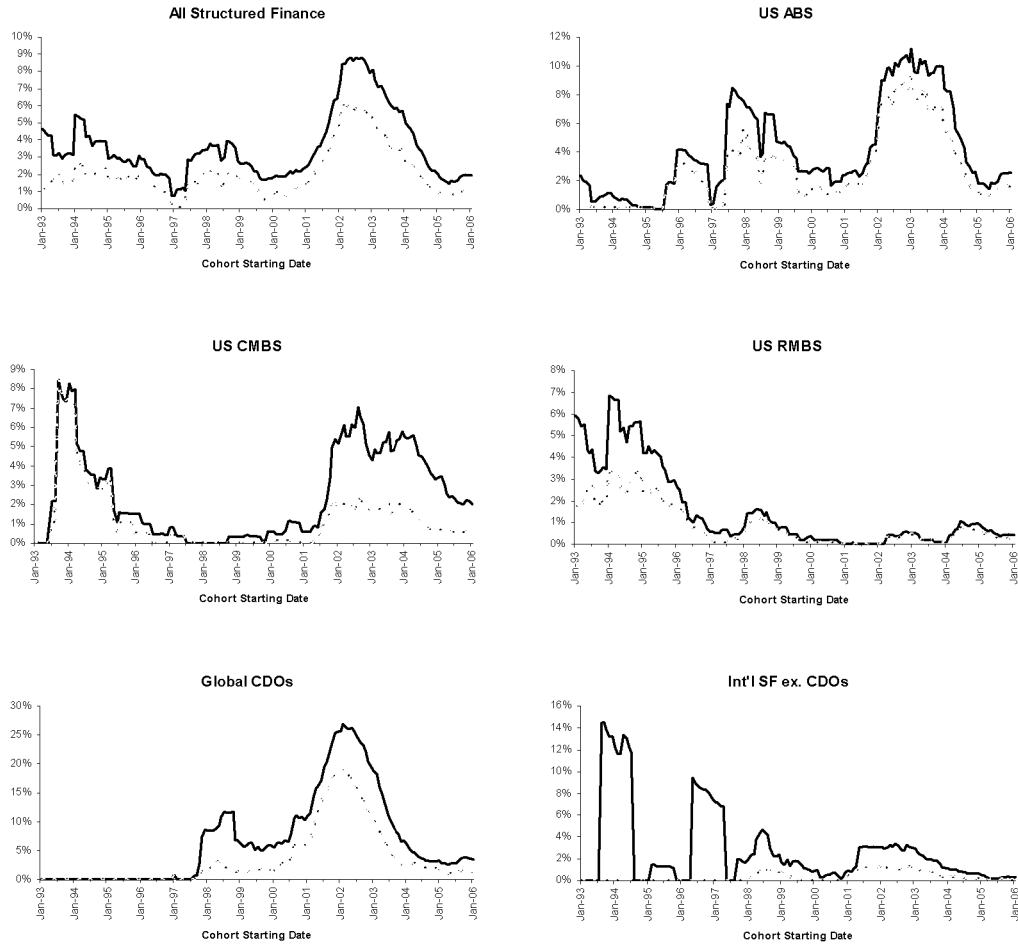 All Structured Finance
10%
9%
8%
7%
6%
5%
4%
3%
2%
1%
0%
Jan-93
Jan-94
Jan-95
Jan-96
Jan-97
Jan-98
Jan-99
Jan-00
Jan-01
Jan-02
Jan-03
Jan-04
Jan-05
Jan-06
Cohort Starting Date
US ABS
12%
10%
8%
6%
4%
2%
0%
Jan-93
Jan-94
Jan-95
Jan-96
Jan-97
Jan-98
Jan-99
Jan-00
Jan-01
Jan-02
Jan-03
Jan-04
Jan-05
Jan-06
Cohort Starting Date
US CMBS
9%
8%
7%
6%
5%
4%
3%
2%
1%
0%
Jan-93
Jan-94
Jan-95
Jan-96
Jan-97
Jan-98
Jan-99
Jan-00
Jan-01
Jan-02
Jan-03
Jan-04
Jan-05
Jan-06
Cohort Starting Date
US RMBS
8%
7%
6%
5%
4%
3%
2%
1%
0%
Jan-93
Jan-94
Jan-95
Jan-96
Jan-97
Jan-98
Jan-99
Jan-00
Jan-01
Jan-02
Jan-03
Jan-04
Jan-05
Jan-06
Cohort Starting Date
Global CDOs
30%
25%
20%
15%
10%
5%
0%
Jan-93
Jan-94
Jan-95
Jan-96
Jan-97
Jan-98
Jan-99
Jan-00
Jan-01
Jan-02
Jan-03
Jan-04
Jan-05
Jan-06
Cohort Starting Date
Int'l SF ex. CDOs
16%
14%
12%
10%
8%
6%
4%
2%
0%
Jan-93
Jan-94
Jan-95
Jan-96
Jan-97
Jan-98
Jan-99
Jan-00
Jan-01
Jan-02
Jan-03
Jan-04
Jan-05
Jan-06
Cohort Starting Date